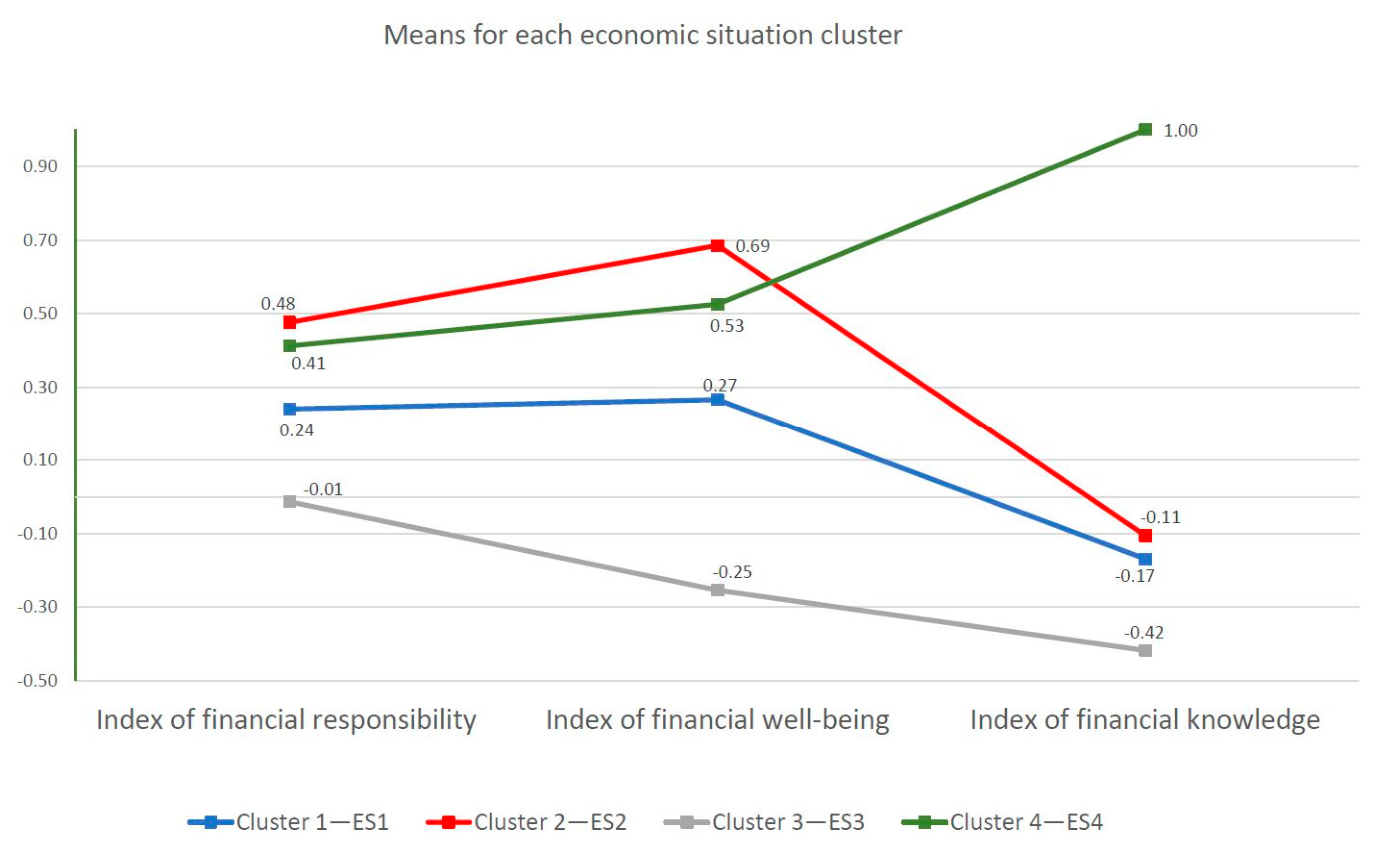 Means for each economic situation cluster
0.90
0.70
0.50
0.30
0.10
-0.10
-0.30
-0.50
0.48
0.41
0.24
-0.01
0.69
0.53
0.27
-0.25
1.00
-0.11
-0.17
-0.42
Index of financial responsibility
Index of financial well-being
Index of financial knowledge
Cluster 1—ES1
Cluster 2—ES2
Cluster 3—ES3
Cluster 4—ES4